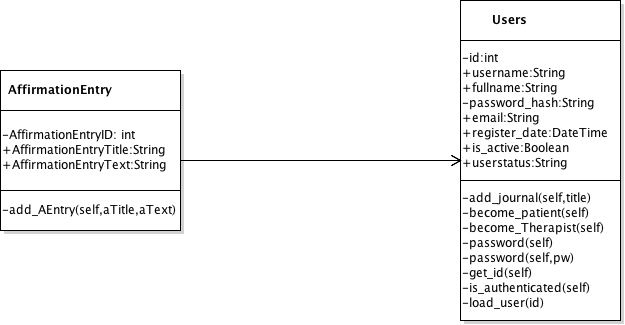 AffirmationEntry
-AffirmationEntryID: int
+AffirmationEntryTitle:String
+AffirmationEntryText:String
-add_AEntry(self,aTitle,aText)
Users
-id:int
+username:String
+fullname:String
-password_hash:String
+email:String
+register_date:DateTime
+is_active:Boolean
+userstatus:String
-add_journal(self,title)
-become_patient(self)
-become_Therapist(self)
-password(self)
-password(self,pw)
-get_id(self)
-is_authenticated(self)
-load_user(id)